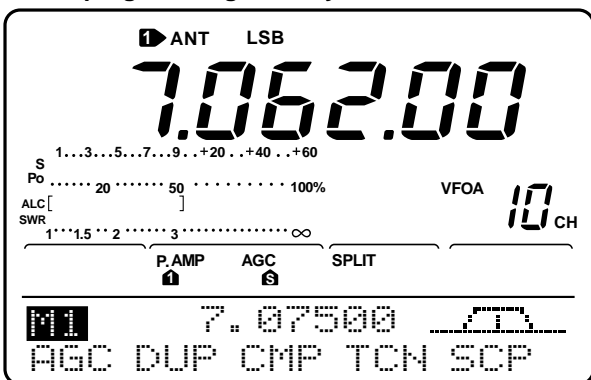 1 ANT LSB
7.062.00
1...3...5...7...9..+20..+40..+60
S
Po ...... 20 ....... 50 .......... 100%
VFOA 10 CH
ALC [ ]
SWR
1...1.5..2 ...... 3 .................∞
P.AMP AGC SPLIT
1 S
M1 7.07500
AGC DUP CMP TCN SCP